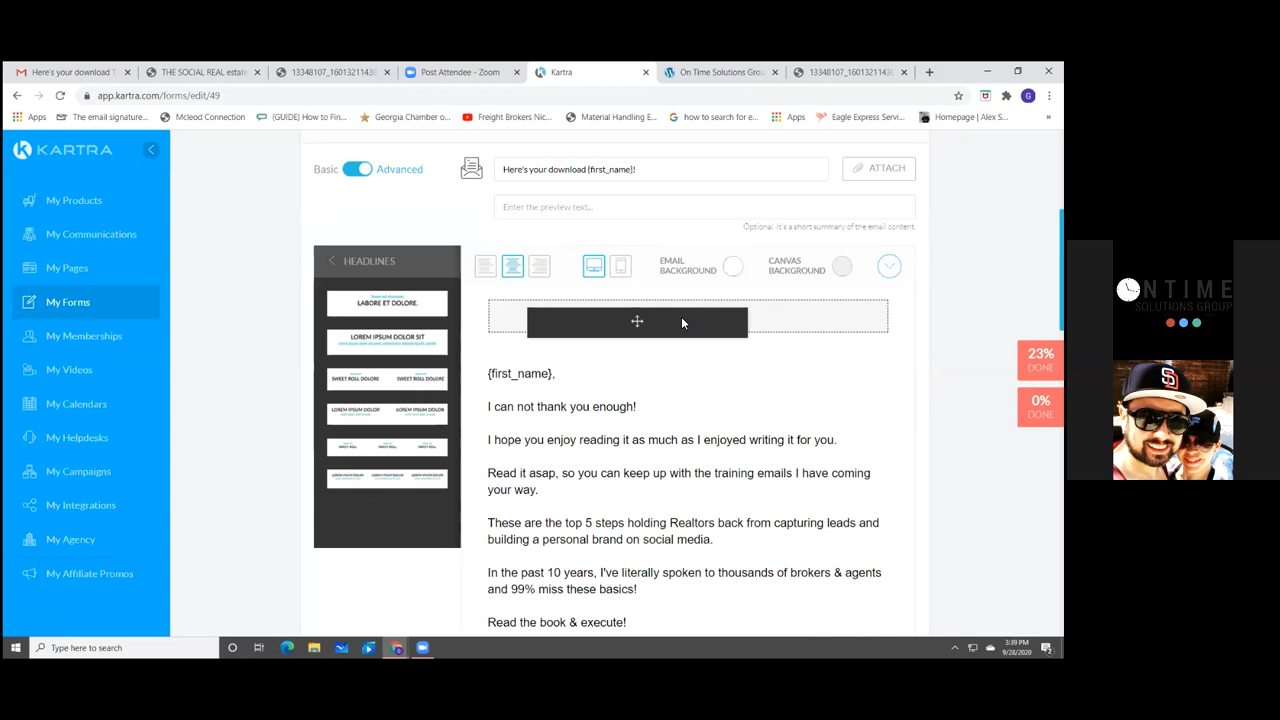 Here's your download T
THE SOCIAL REAL estate
13348107_16013211438
Post Attendee - Zoom
Kartra
On Time Solutions Grou
13348107_16013211438
app.kartra.com/forms/edit/49
Apps
The email signature...
Mcleod Connection
(GUIDE) How to Fin...
Georgia Chamber o...
Freight Brokers Nic...
Material Handling E...
how to search for e...
Apps
Eagle Express Servi...
Homepage | Alex S...
KARTRA
My Products
My Communications
My Pages
My Forms
My Memberships
My Videos
My Calendars
My Helpdesks
My Campaigns
My Integrations
My Agency
My Affiliate Promos
Basic
Advanced
Here's your download {first_name}!
ATTACH
Enter the preview text...
Optional. It's a short summary of the email content.
HEADLINES
EMAIL BACKGROUND
CANVAS BACKGROUND
LABORE ET DOLORE.
LOREM IPSUM DOLOR SIT
SWEET ROLL DOLORE
SWEET ROLL DOLORE
LOREM IPSUM DOLOR
LOREM IPSUM DOLOR
{first_name},
I can not thank you enough!
I hope you enjoy reading it as much as I enjoyed writing it for you.
Read it asap, so you can keep up with the training emails I have coming
your way.
These are the top 5 steps holding Realtors back from capturing leads and
building a personal brand on social media.
In the past 10 years, I've literally spoken to thousands of brokers & agents
and 99% miss these basics!
Read the book & execute!
23%
DONE
0%
DONE
NTIME
SOLUTIONS GROUP
Type here to search
3:39 PM
9/28/2020